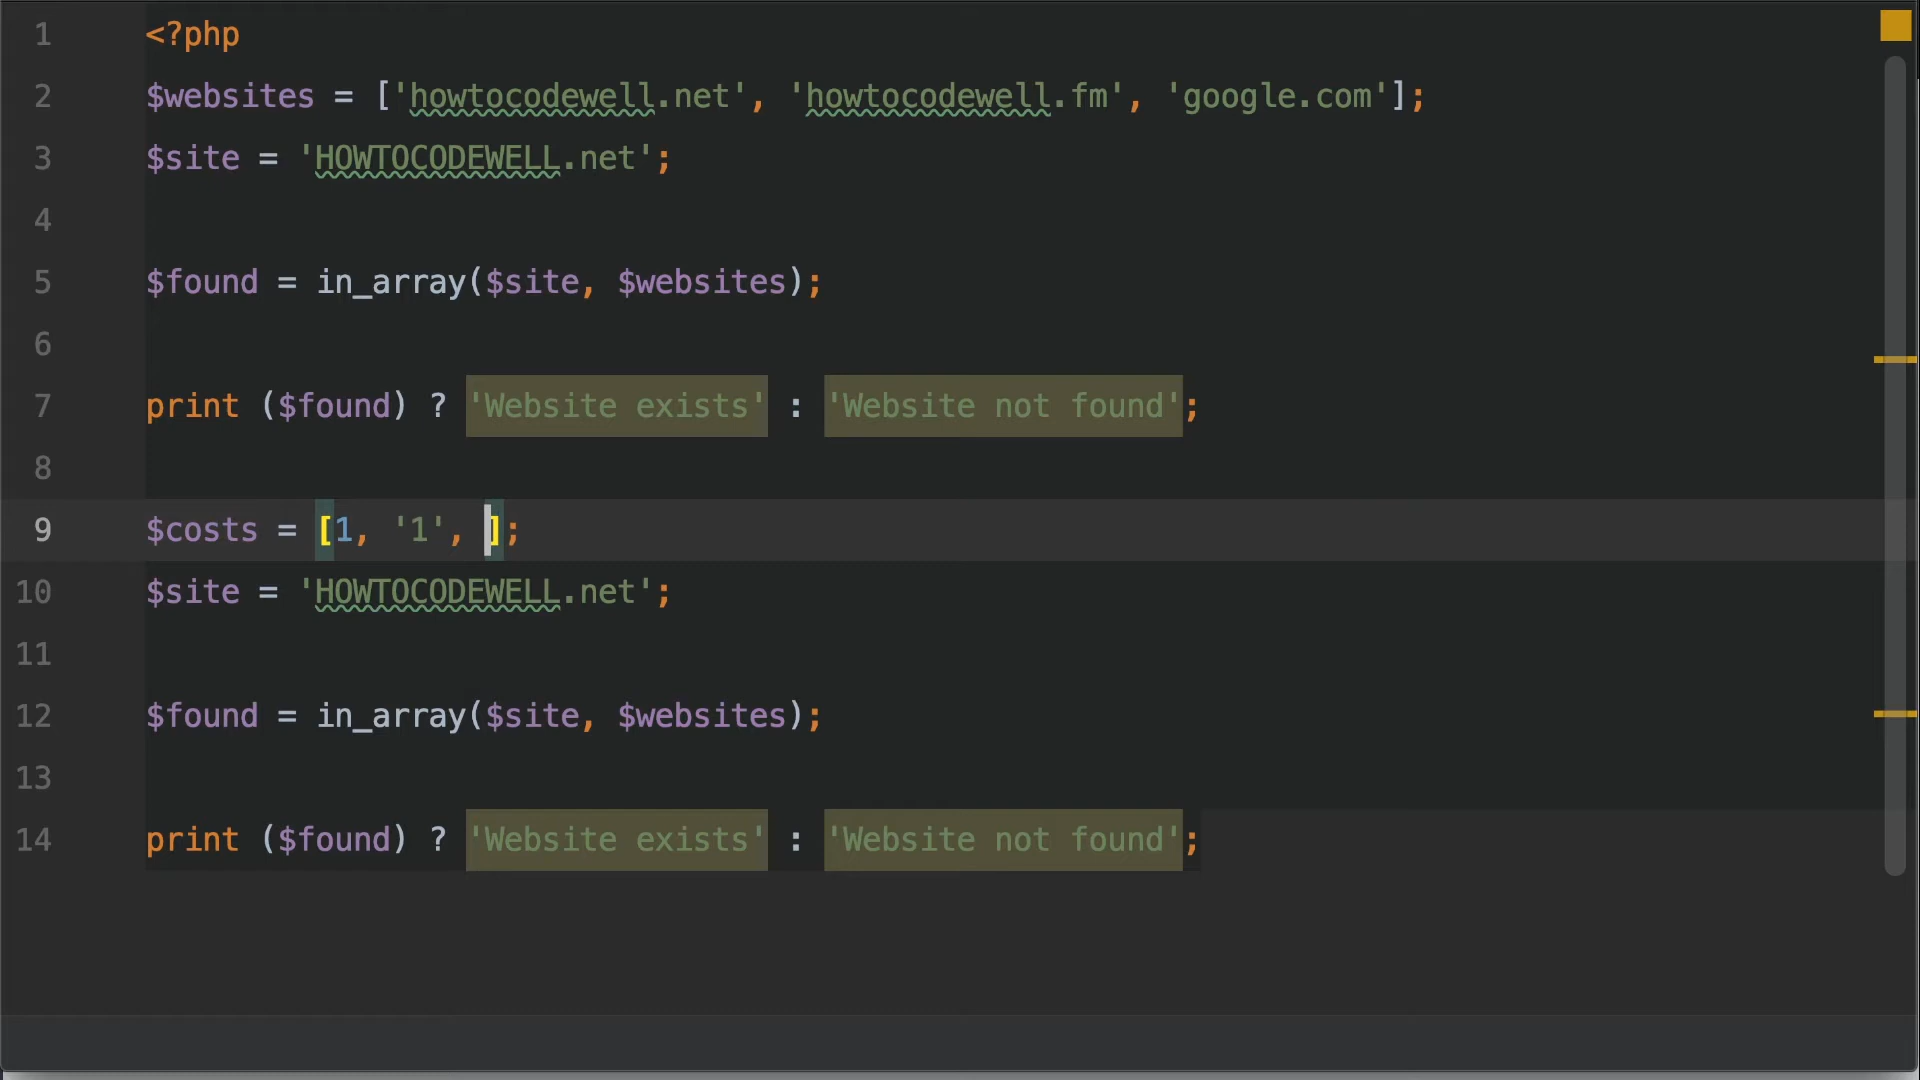 1 <?php
2 $websites = ['howtocodewell.net', 'howtocodewell.fm', 'google.com'];
3 $site = 'HOWTOCODEWELL.net';
4
5 $found = in_array($site, $websites);
6
7 print ($found) ? 'Website exists' : 'Website not found';
8
9 $costs = [1, '1', ];
10 $site = 'HOWTOCODEWELL.net';
11
12 $found = in_array($site, $websites);
13
14 print ($found) ? 'Website exists' : 'Website not found';